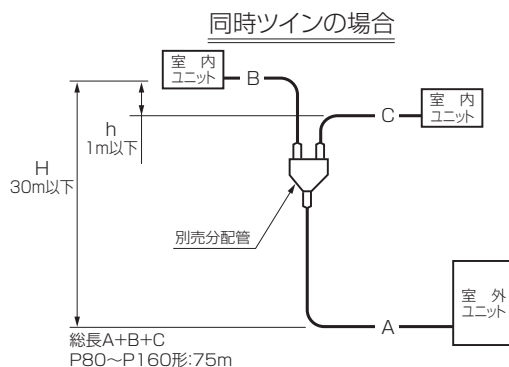 同時ツインの場合
室 内
ユニット
B
室 内
ユニット
C
h
1m以下
H
30m以下
別売分配管
室 外
ユニット
A
総長A+B+C
P80～P160形:75m